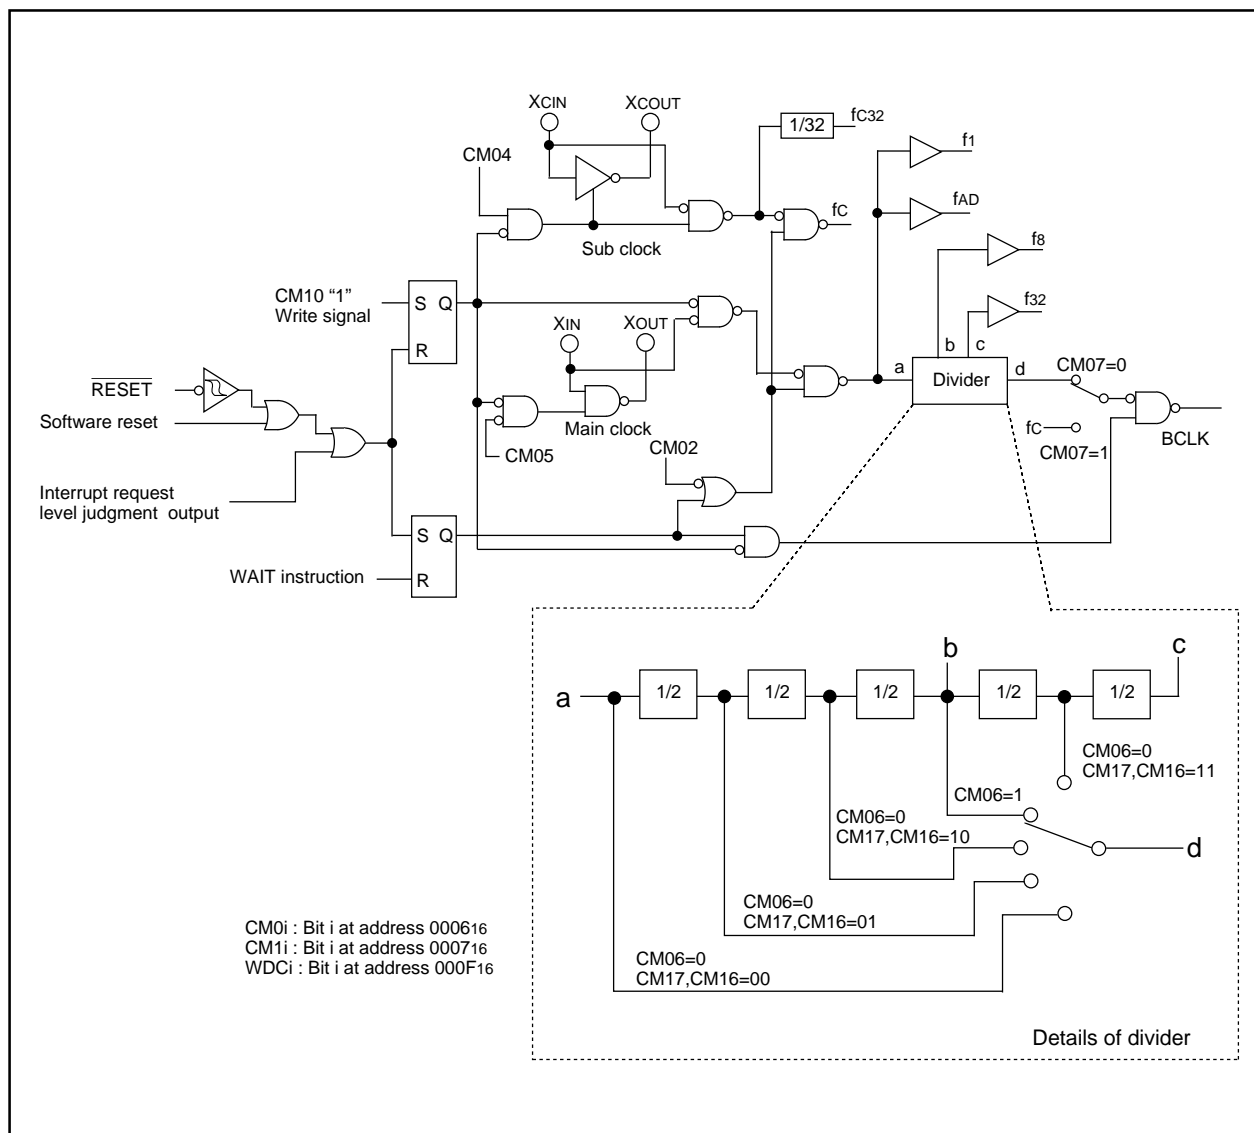 XCIN
XCOUT
1/32
fC32
f1
CM04
fAD
fC
Sub clock
f8
CM10 “1”
Write signal
S Q
R
XIN
XOUT
f32
b
c
a
Divider
d
CM07=0
RESET
Software reset
Main clock
CM05
fC
CM07=1
BCLK
CM02
Interrupt request
level judgment output
S Q
R
WAIT instruction
b
c
a
1/2
1/2
1/2
1/2
1/2
CM06=0
CM17,CM16=11
CM06=1
CM06=0
CM17,CM16=10
d
CM06=0
CM17,CM16=01
CM06=0
CM17,CM16=00
CM0i : Bit i at address 000616
CM1i : Bit i at address 000716
WDCi : Bit i at address 000F16
Details of divider